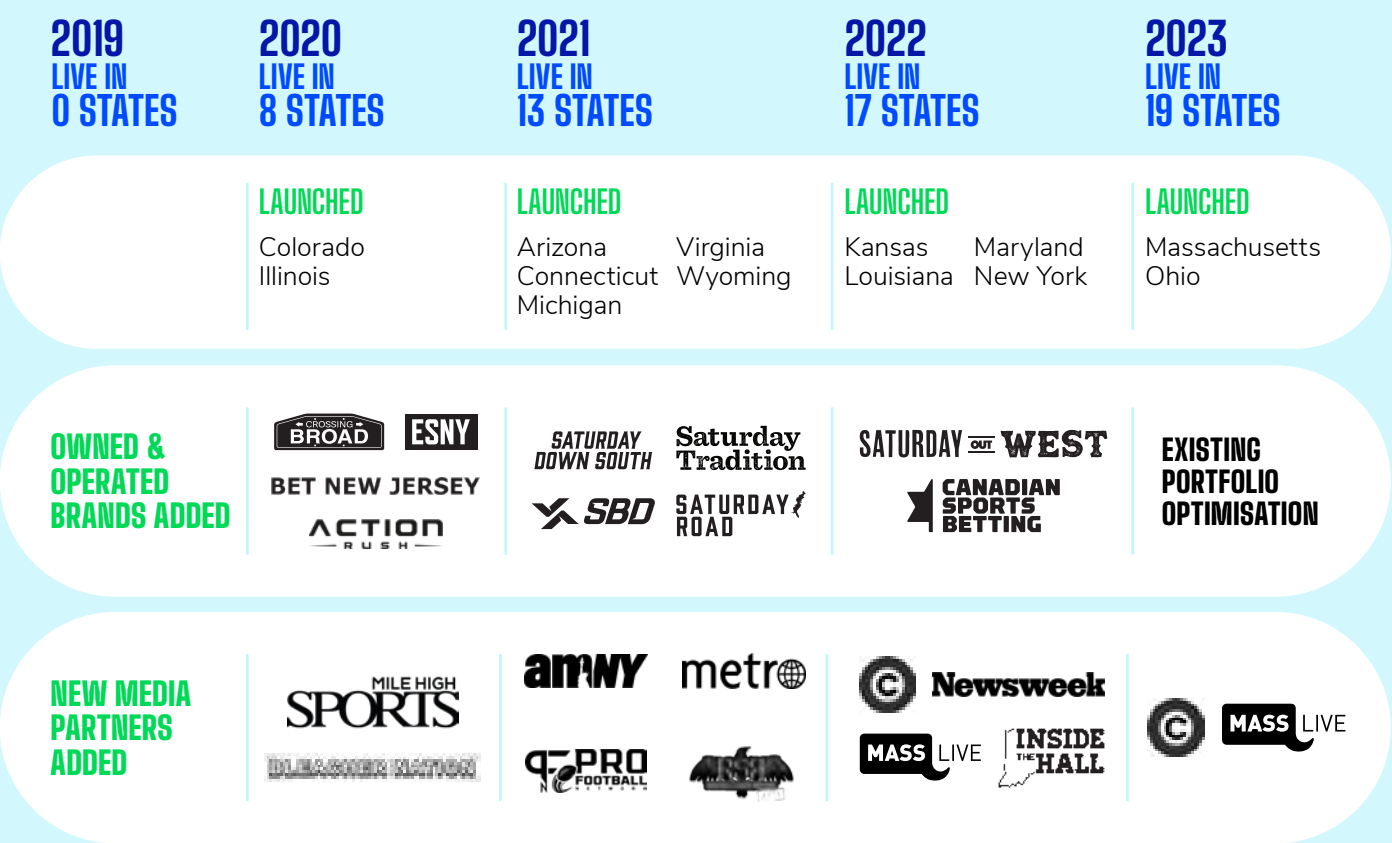 2019
LIVE IN
0 STATES
2020
LIVE IN
8 STATES
2021
LIVE IN
13 STATES
2022
LIVE IN
17 STATES
2023
LIVE IN
19 STATES
LAUNCHED
Colorado
Illinois
LAUNCHED
Arizona
Connecticut
Michigan
Virginia
Wyoming
LAUNCHED
Kansas
Louisiana
Maryland
New York
LAUNCHED
Massachusetts
Ohio
OWNED &
OPERATED
BRANDS ADDED
CROSSING
BROAD
ESNY
BET NEW JERSEY
ACTION
RUSH
SATURDAY
DOWN SOUTH
Saturday
Tradition
SBD
SATURDAY
ROAD
SATURDAY OUT WEST
CANADIAN
SPORTS
BETTING
EXISTING
PORTFOLIO
OPTIMISATION
NEW MEDIA
PARTNERS
ADDED
MILE HIGH
SPORTS
BLEACHER NATION
amNY
metro
PRO
FOOTBALL
NETWORK
C
Newsweek
MASS LIVE
INSIDE
THE HALL
C
MASS LIVE